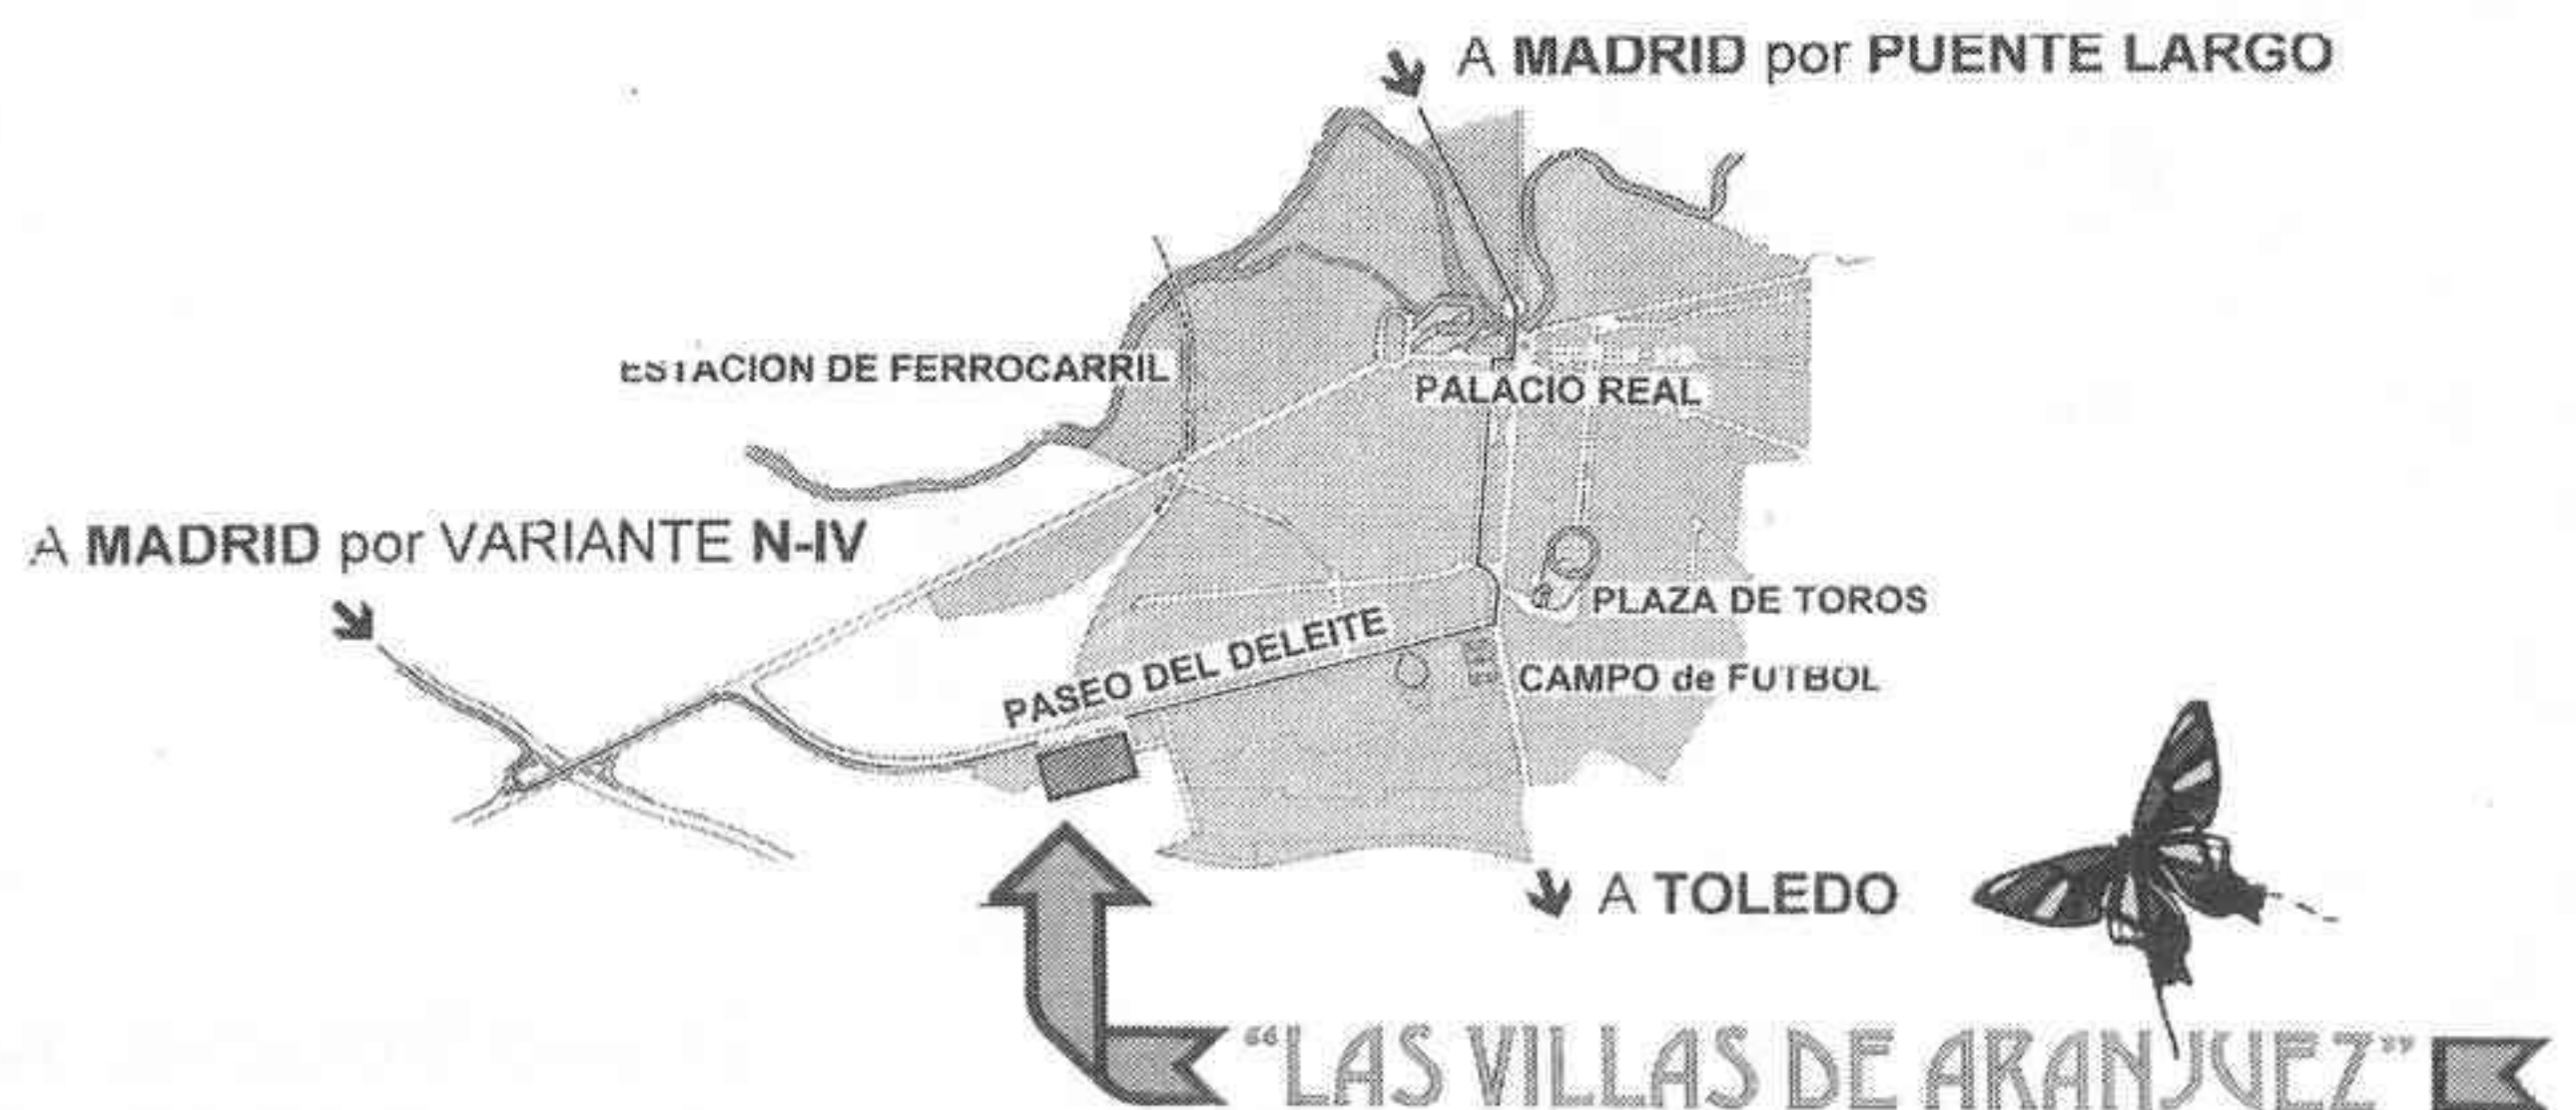 A MADRID por PUENTE LARGO
ESTACION DE FERROCARRIL
PALACIO REAL
A MADRID por VARIANTE N-IV
PLAZA DE TOROS
PASEO DEL DELEITE
CAMPO de FUTBOL
A TOLEDO
“LAS VILLAS DE ARANJUEZ”